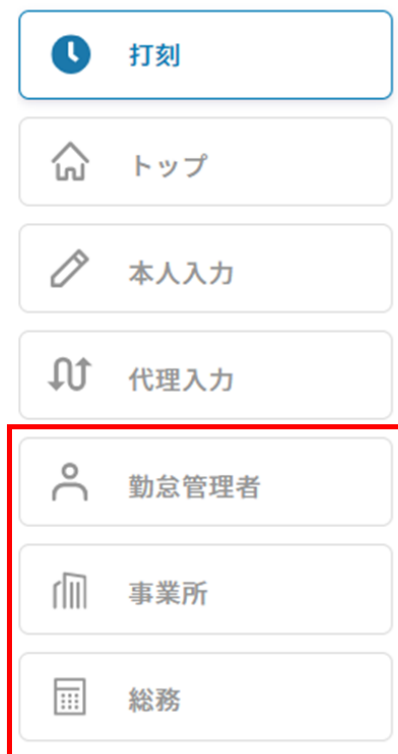 打刻
トップ
本人入力
代理入力
勤怠管理者
事業所
総務